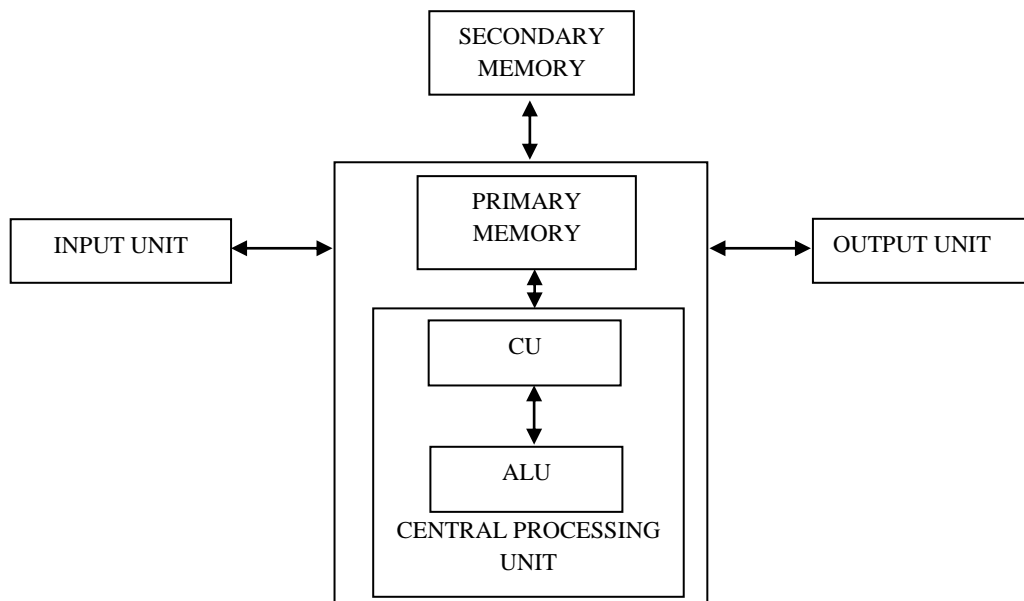 SECONDARY
MEMORY
PRIMARY
MEMORY
INPUT UNIT
OUTPUT UNIT
CU
ALU
CENTRAL PROCESSING
UNIT